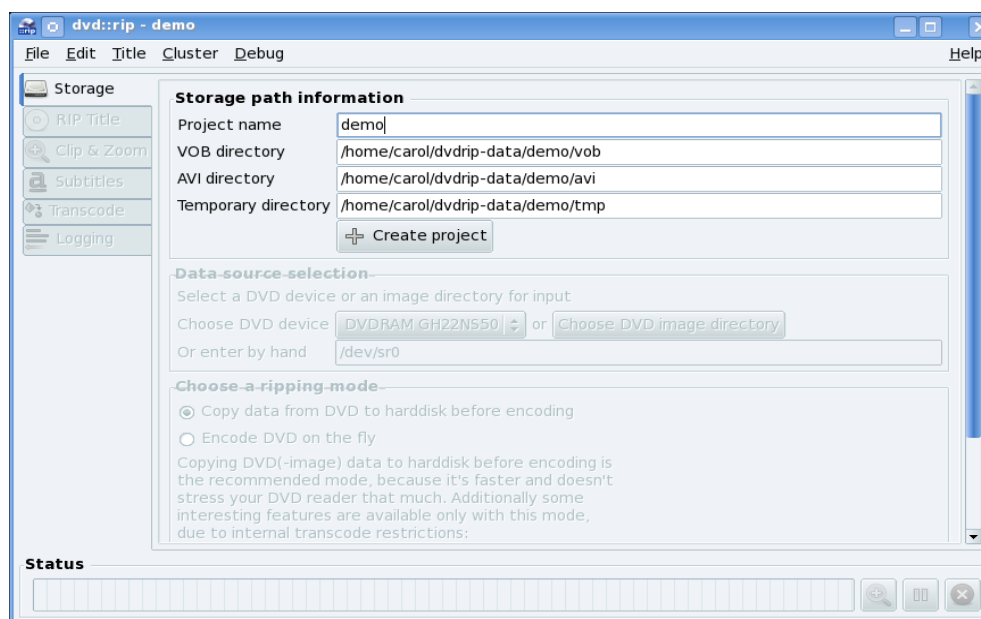 dvd::rip - demo
File Edit Title Cluster Debug Help
Storage
RIP Title
Clip & Zoom
Subtitles
Transcode
Logging
Storage path information
Project name demo
VOB directory /home/carol/dvdrip-data/demo/vob
AVI directory /home/carol/dvdrip-data/demo/avi
Temporary directory /home/carol/dvdrip-data/demo/tmp
Create project
Data source selection
Select a DVD device or an image directory for input
Choose DVD device DVDRAM GH22NS50 or Choose DVD image directory
Or enter by hand /dev/sr0
Choose a ripping mode
Copy data from DVD to harddisk before encoding
Encode DVD on the fly
Copying DVD(-image) data to harddisk before encoding is
the recommended mode, because it's faster and doesn't
stress your DVD reader that much. Additionally some
interesting features are available only with this mode,
due to internal transcode restrictions:
Status